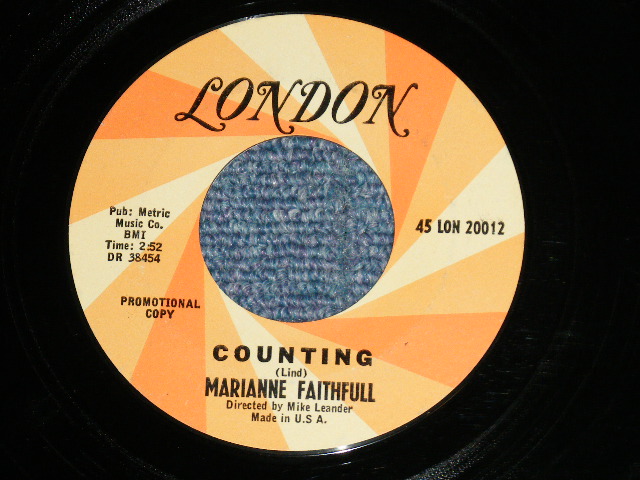 LONDON
Pub: Metric
Music Co.
BMI
Time: 2:52
DR 38454
45 LON 20012
PROMOTIONAL
COPY
COUNTING
(Lind)
MARIANNE FAITHFULL
Directed by Mike Leander
Made in U.S.A.